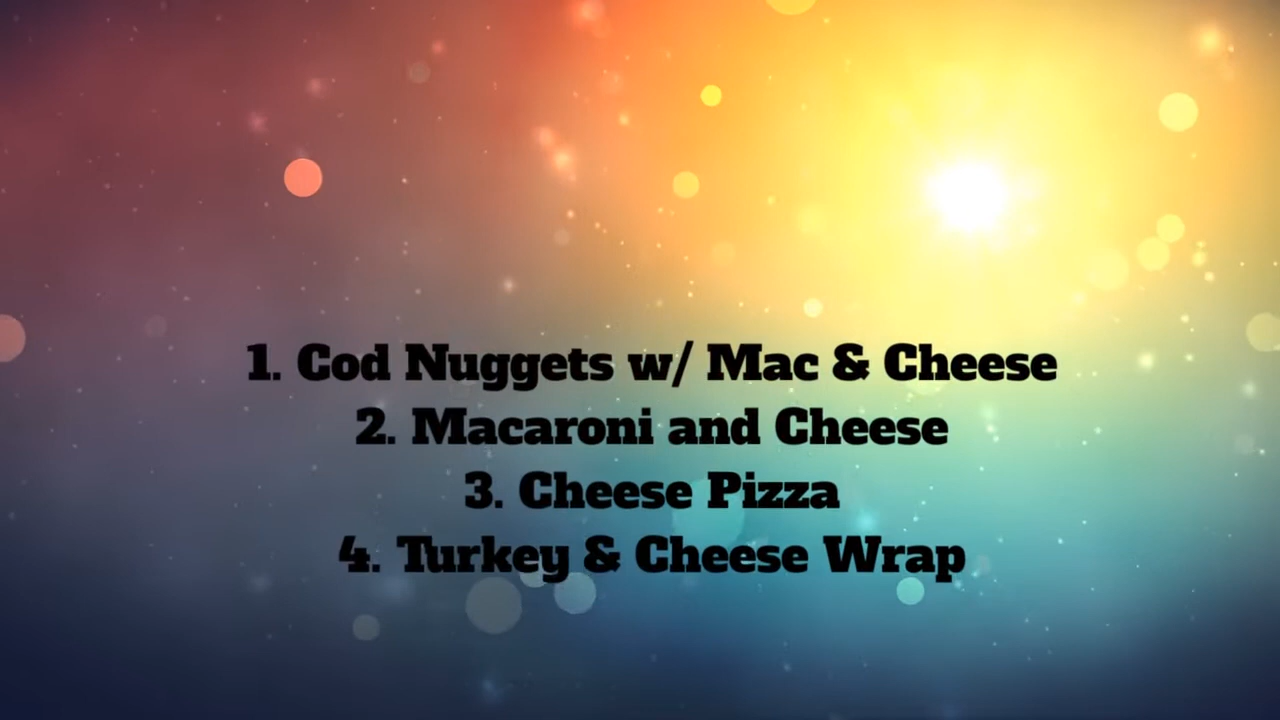 1. Cod Nuggets w/ Mac & Cheese
2. Macaroni and Cheese
3. Cheese Pizza
4. Turkey & Cheese Wrap